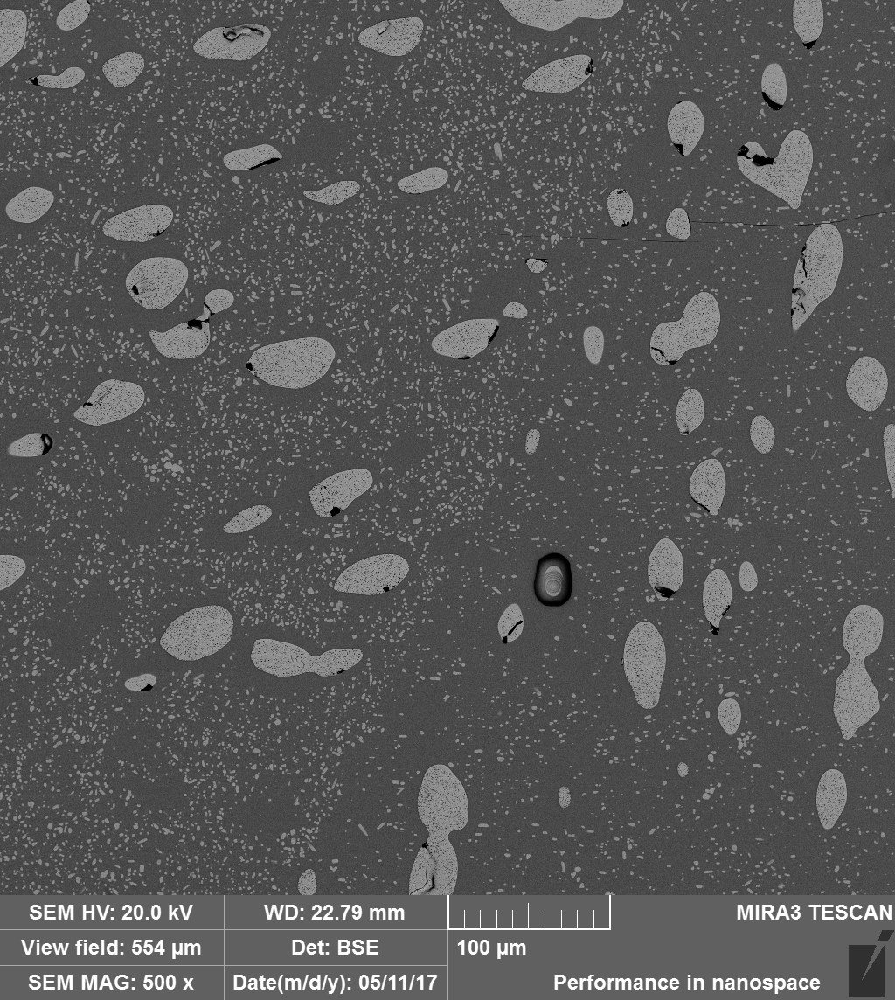 SEM HV: 20.0 kV
WD: 22.79 mm
MIRA3 TESCAN
View field: 554 µm
Det: BSE
100 µm
SEM MAG: 500 x
Date(m/d/y): 05/11/17
Performance in nanospace